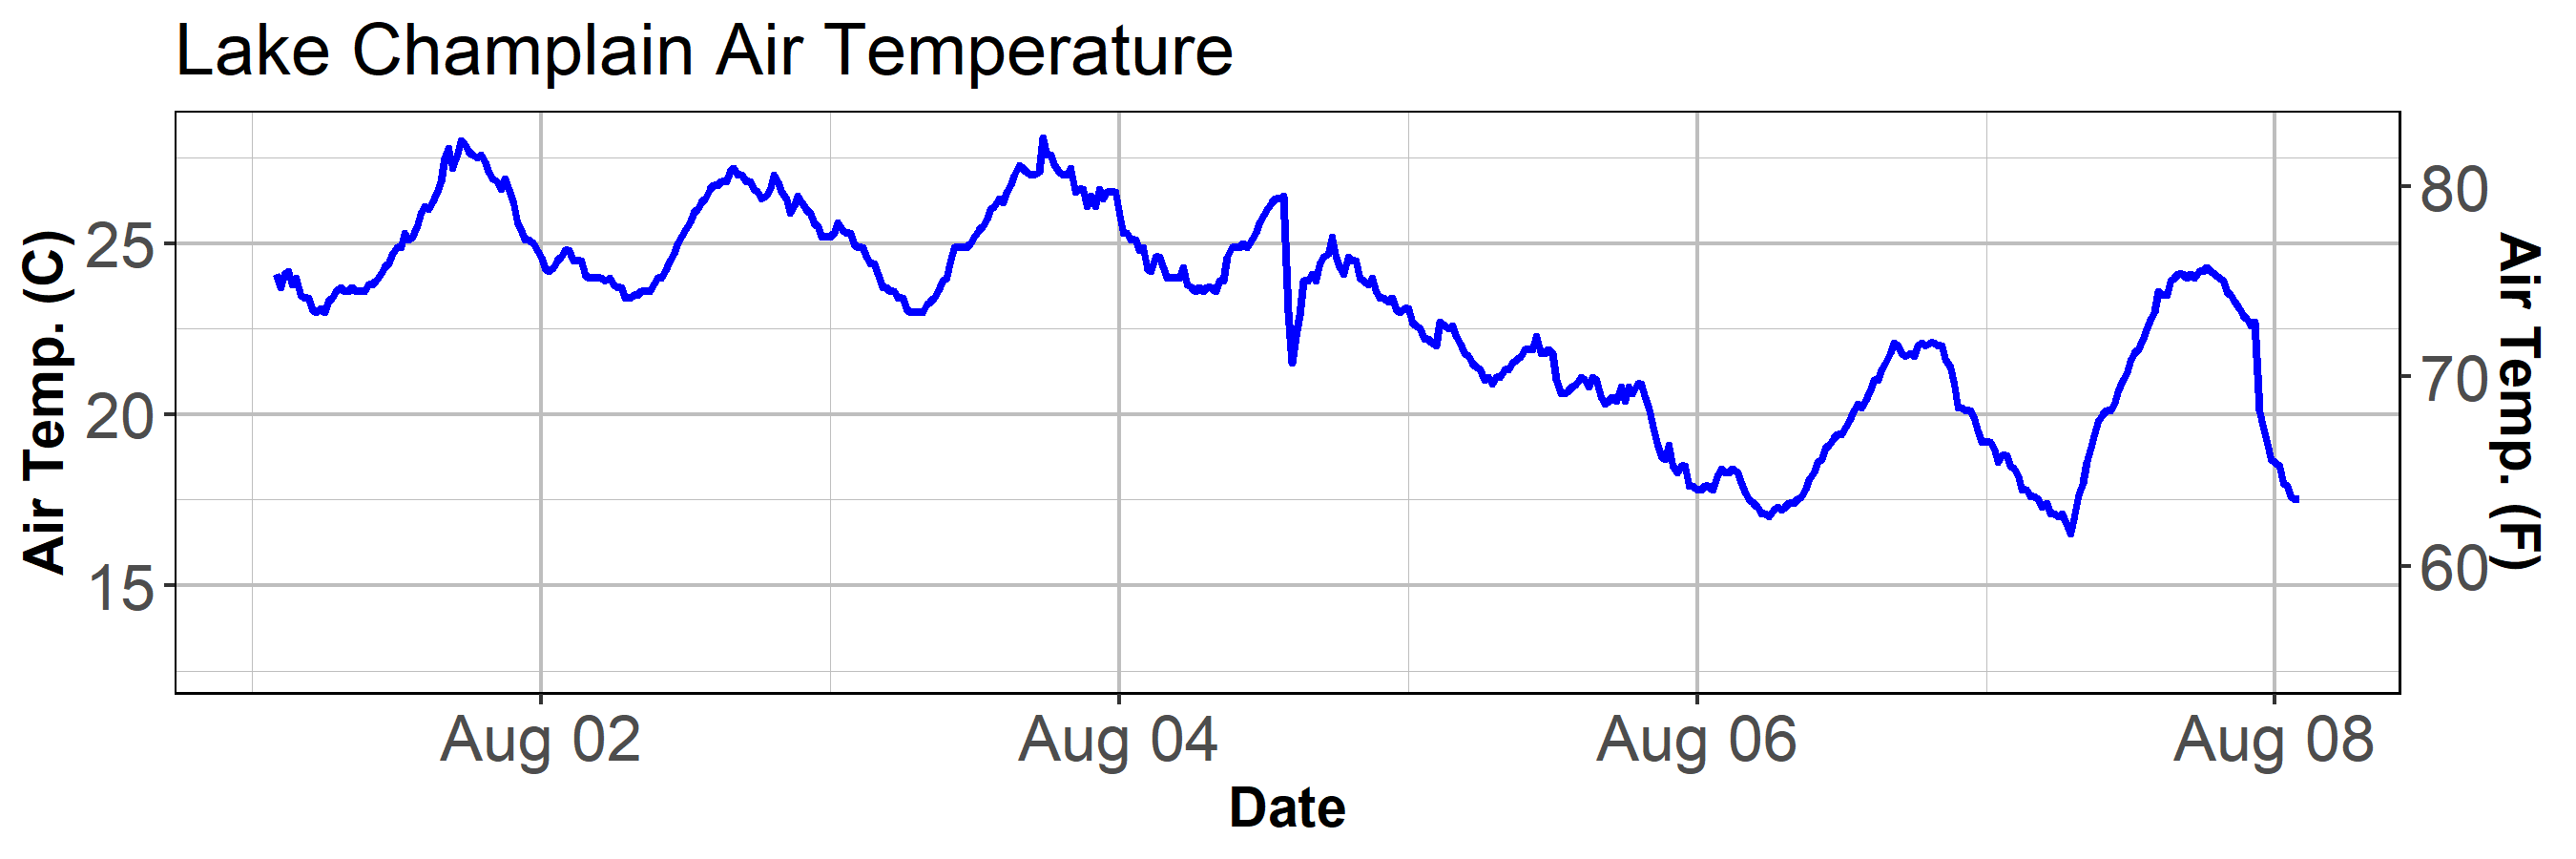 Lake Champlain Air Temperature
Air Temp. (C)
25
20
15
80
70
60
Air Temp. (F)
Aug 02
Aug 04
Aug 06
Aug 08
Date